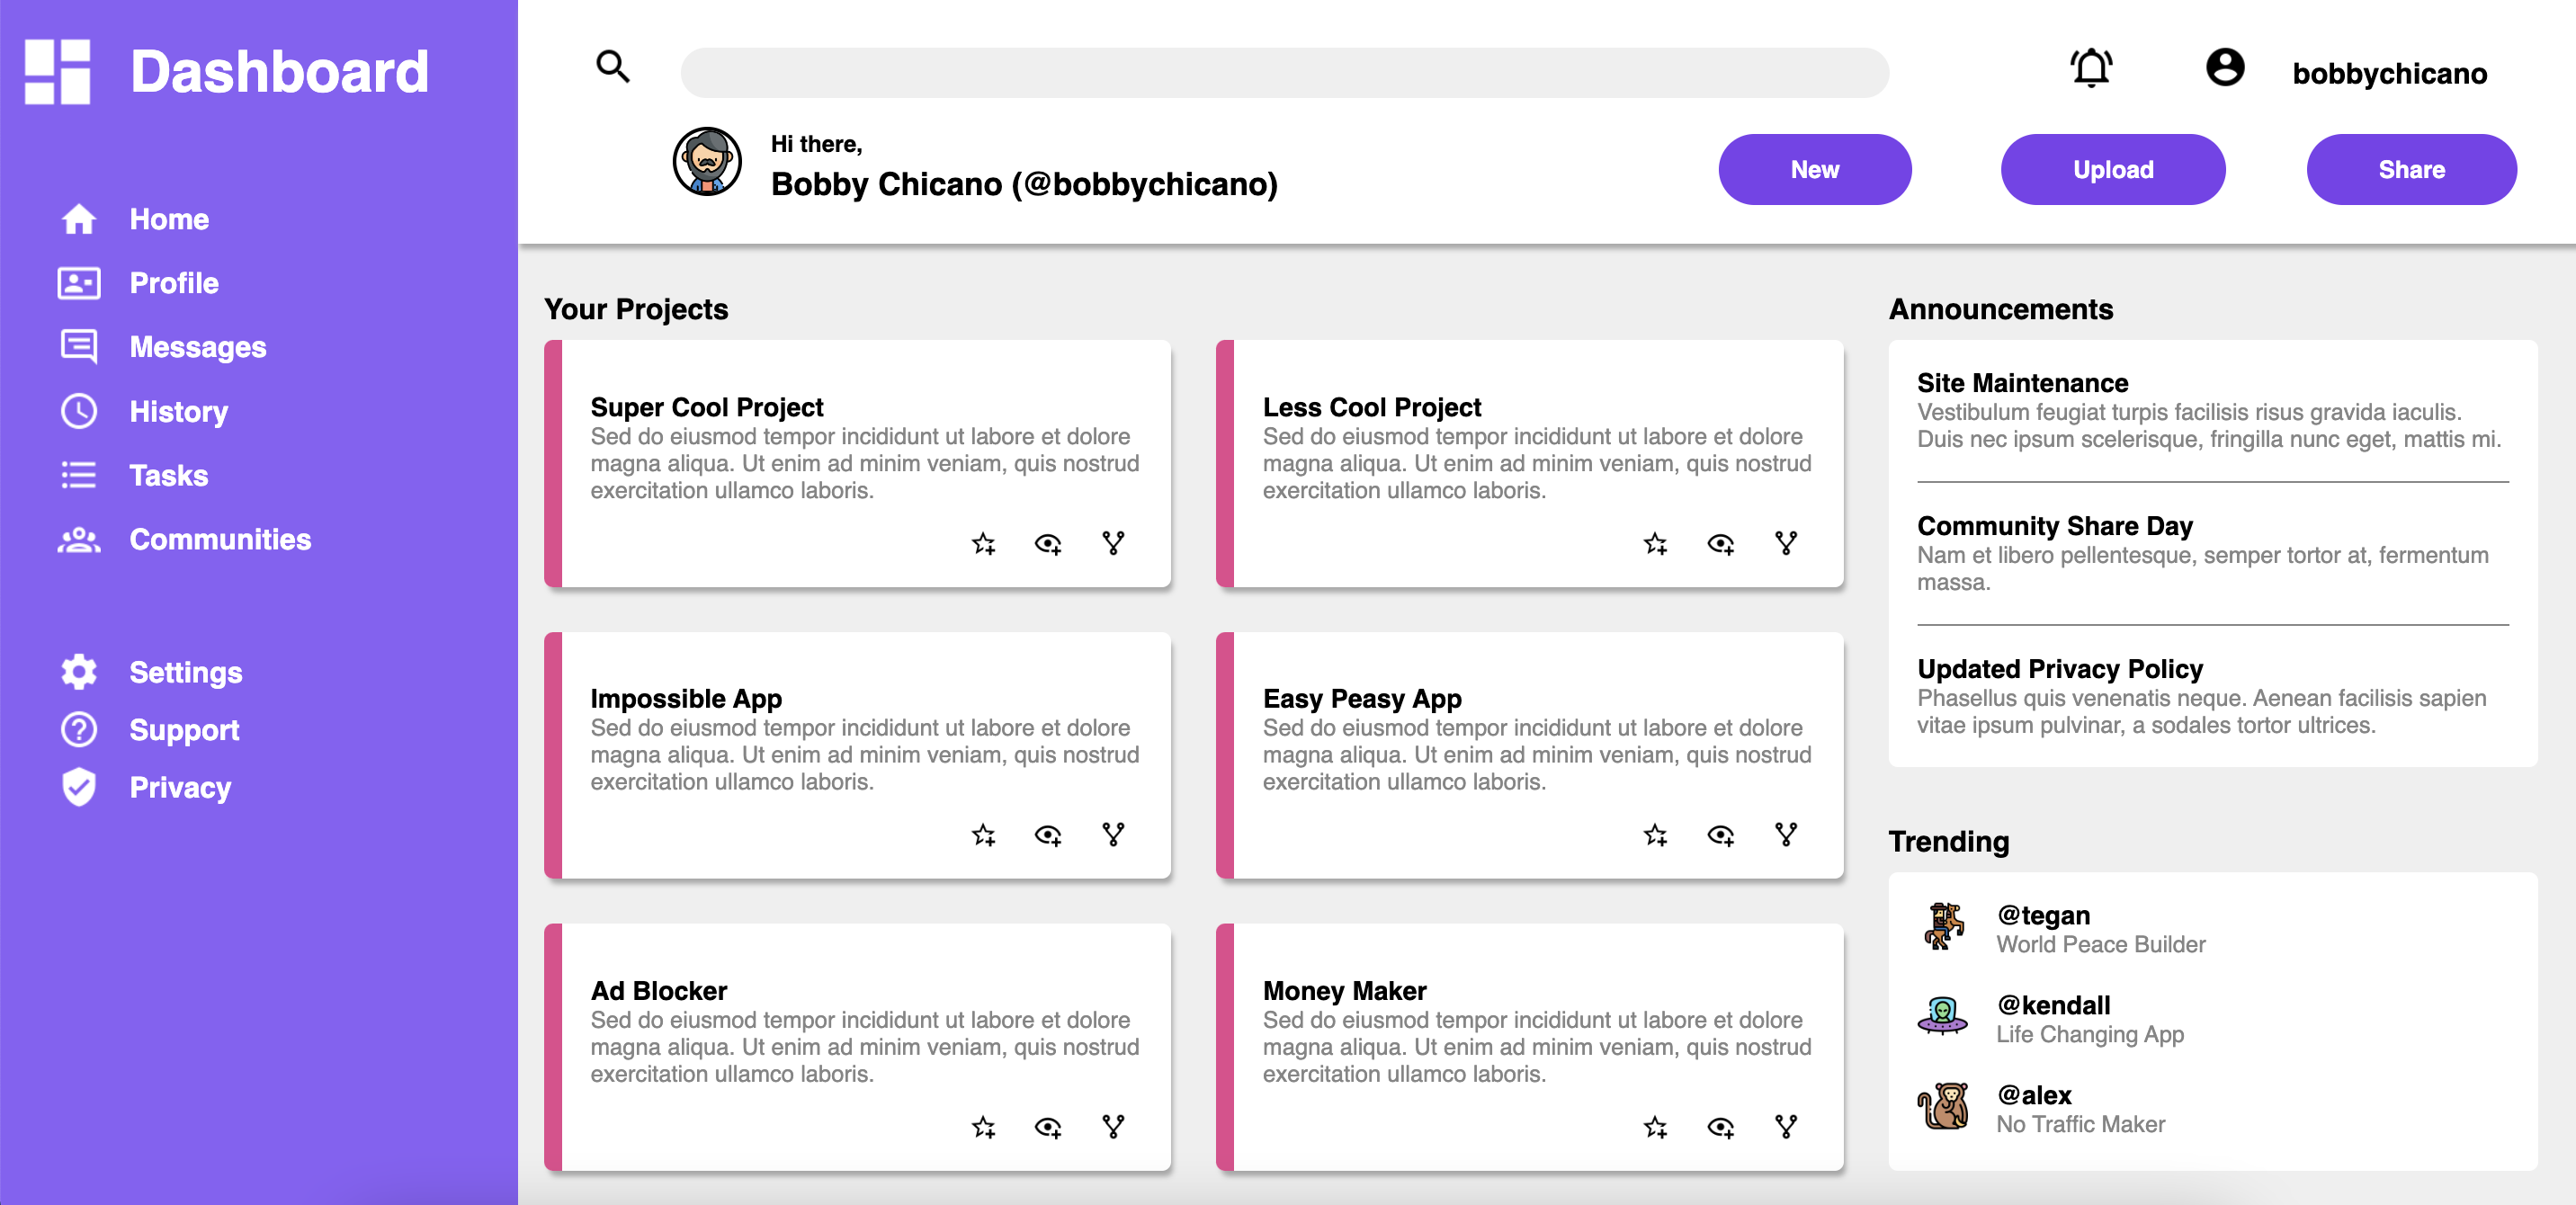 Dashboard
Home
Profile
Messages
History
Tasks
Communities
Settings
Support
Privacy
bobbychicano
Hi there,
Bobby Chicano (@bobbychicano)
New
Upload
Share
Your Projects
Super Cool Project
Sed do eiusmod tempor incididunt ut labore et dolore
magna aliqua. Ut enim ad minim veniam, quis nostrud
exercitation ullamco laboris.
Less Cool Project
Sed do eiusmod tempor incididunt ut labore et dolore
magna aliqua. Ut enim ad minim veniam, quis nostrud
exercitation ullamco laboris.
Impossible App
Sed do eiusmod tempor incididunt ut labore et dolore
magna aliqua. Ut enim ad minim veniam, quis nostrud
exercitation ullamco laboris.
Easy Peasy App
Sed do eiusmod tempor incididunt ut labore et dolore
magna aliqua. Ut enim ad minim veniam, quis nostrud
exercitation ullamco laboris.
Ad Blocker
Sed do eiusmod tempor incididunt ut labore et dolore
magna aliqua. Ut enim ad minim veniam, quis nostrud
exercitation ullamco laboris.
Money Maker
Sed do eiusmod tempor incididunt ut labore et dolore
magna aliqua. Ut enim ad minim veniam, quis nostrud
exercitation ullamco laboris.
Announcements
Site Maintenance
Vestibulum feugiat turpis facilisis risus gravida iaculis.
Duis nec ipsum scelerisque, fringilla nunc eget, mattis mi.
Community Share Day
Nam et libero pellentesque, semper tortor at, fermentum
massa.
Updated Privacy Policy
Phasellus quis venenatis neque. Aenean facilisis sapien
vitae ipsum pulvinar, a sodales tortor ultrices.
Trending
@tegan
World Peace Builder
@kendall
Life Changing App
@alex
No Traffic Maker